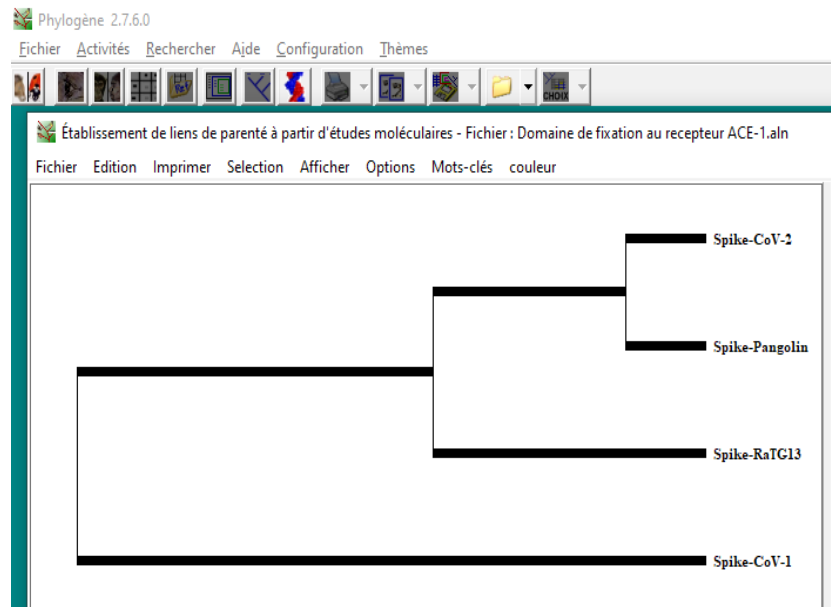 Phylogène 2.7.6.0
Fichier Activités Rechercher Aide Configuration Thèmes
CHOIX
Établissement de liens de parenté à partir d'études moléculaires - Fichier : Domaine de fixation au recepteur ACE-1.aln
Fichier Edition Imprimer Selection Afficher Options Mots-clés couleur
Spike-CoV-2
Spike-Pangolin
Spike-RaTG13
Spike-CoV-1